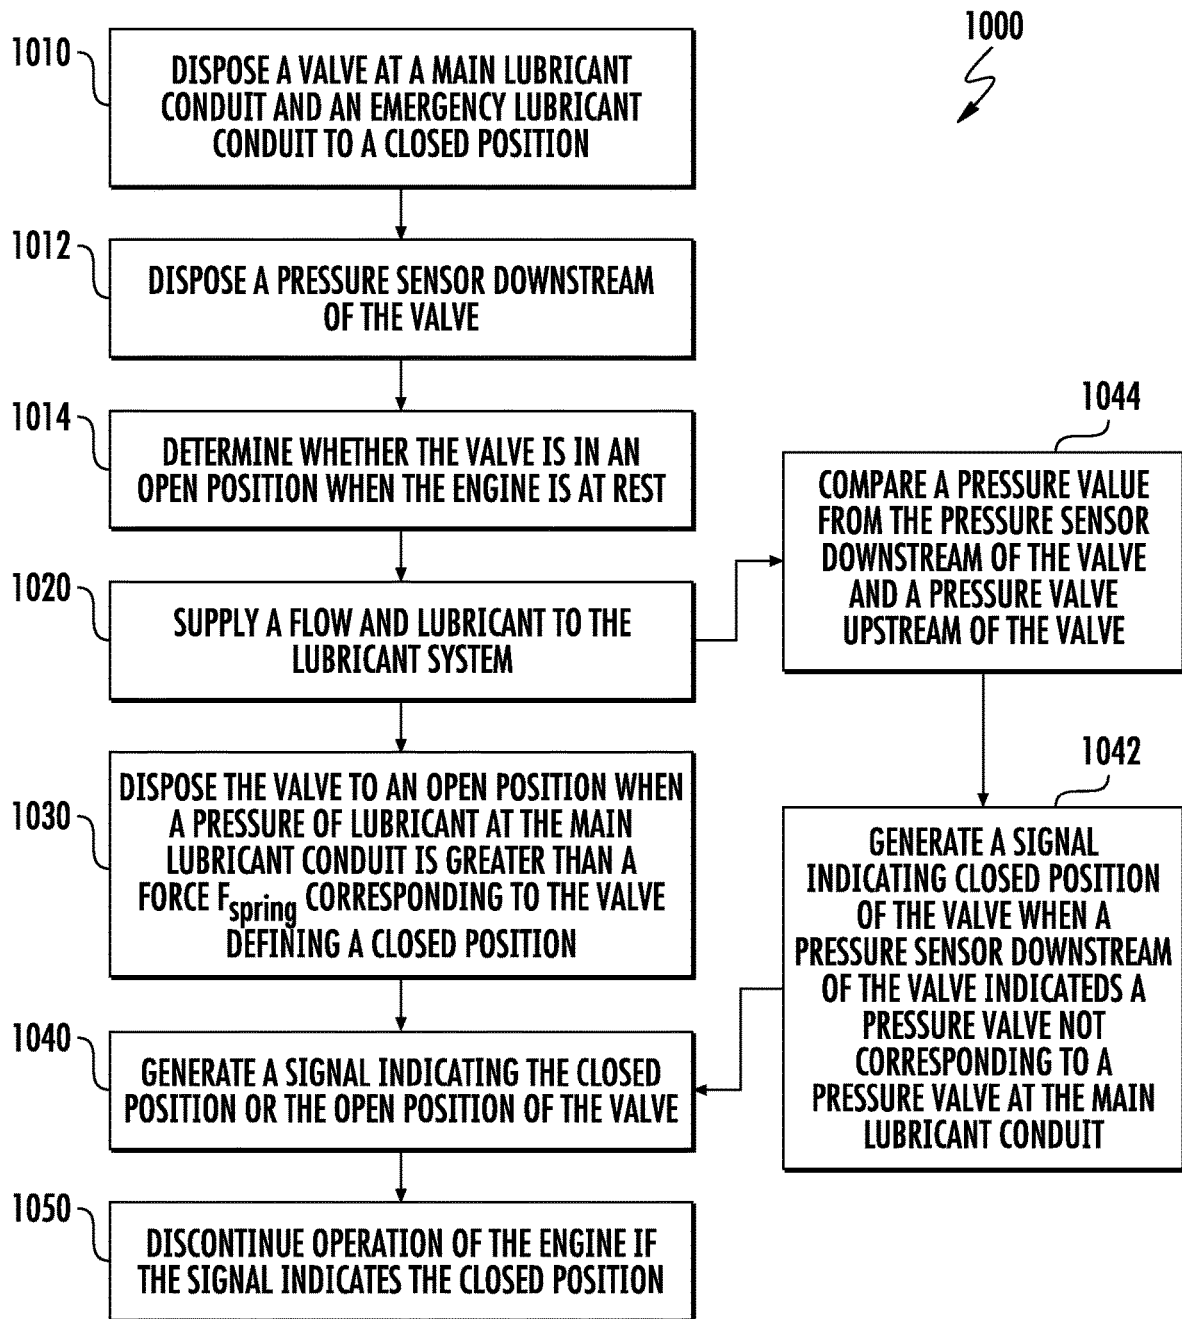 1000
1010
DISPOSE A VALVE AT A MAIN LUBRICANT
CONDUIT AND AN EMERGENCY LUBRICANT
CONDUIT TO A CLOSED POSITION
1012
DISPOSE A PRESSURE SENSOR DOWNSTREAM
OF THE VALVE
1014
DETERMINE WHETHER THE VALVE IS IN AN
OPEN POSITION WHEN THE ENGINE IS AT REST
1020
SUPPLY A FLOW AND LUBRICANT TO THE
LUBRICANT SYSTEM
1030
DISPOSE THE VALVE TO AN OPEN POSITION WHEN
A PRESSURE OF LUBRICANT AT THE MAIN
LUBRICANT CONDUIT IS GREATER THAN A
FORCE Fspring CORRESPONDING TO THE VALVE
DEFINING A CLOSED POSITION
1040
GENERATE A SIGNAL INDICATING THE CLOSED
POSITION OR THE OPEN POSITION OF THE VALVE
1050
DISCONTINUE OPERATION OF THE ENGINE IF
THE SIGNAL INDICATES THE CLOSED POSITION
1044
COMPARE A PRESSURE VALUE
FROM THE PRESSURE SENSOR
DOWNSTREAM OF THE VALVE
AND A PRESSURE VALVE
UPSTREAM OF THE VALVE
1042
GENERATE A SIGNAL
INDICATING CLOSED POSITION
OF THE VALVE WHEN A
PRESSURE SENSOR DOWNSTREAM
OF THE VALVE INDICATEDS A
PRESSURE VALVE NOT
CORRESPONDING TO A
PRESSURE VALVE AT THE MAIN
LUBRICANT CONDUIT